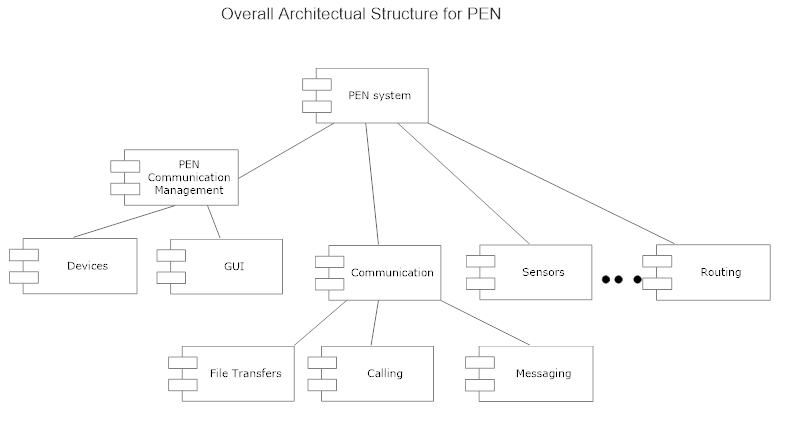 Overall Architectual Structure for PEN
PEN system
PEN
Communication
Management
Devices
GUI
Communication
Sensors
Routing
File Transfers
Calling
Messaging